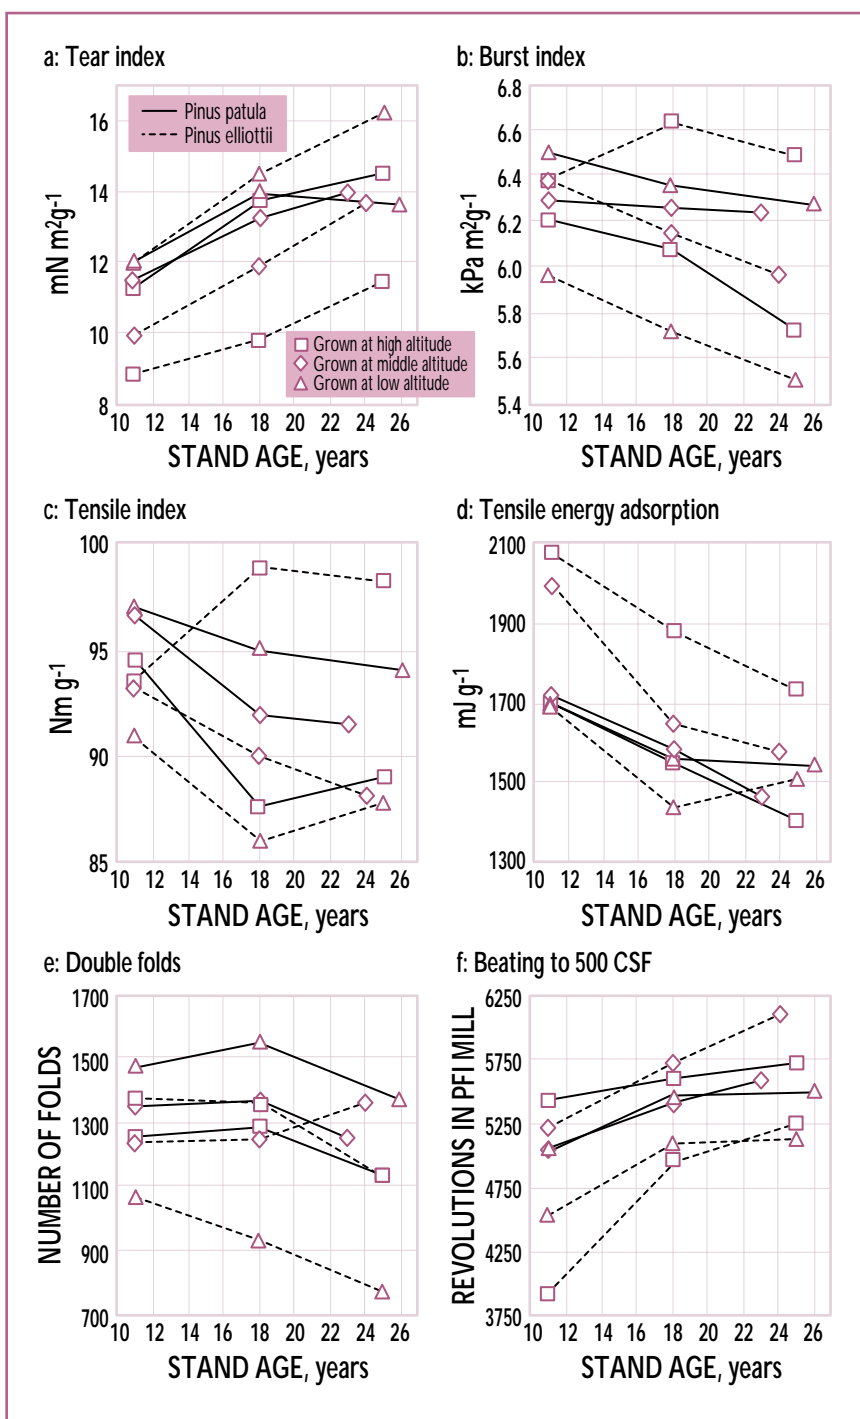 a: Tear index
mN m²g⁻¹
16
14
12
10
8
Pinus patula
Pinus elliottii
Grown at high altitude
Grown at middle altitude
Grown at low altitude
10 12 14 16 18 20 22 24 26
STAND AGE, years
b: Burst index
kPa m²g⁻¹
6.8
6.6
6.4
6.2
6.0
5.8
5.6
5.4
10 12 14 16 18 20 22 24 26
STAND AGE, years
c: Tensile index
Nm g⁻¹
100
95
90
85
10 12 14 16 18 20 22 24 26
STAND AGE, years
d: Tensile energy adsorption
mJ g⁻¹
2100
1900
1700
1500
1300
10 12 14 16 18 20 22 24 26
STAND AGE, years
e: Double folds
NUMBER OF FOLDS
1700
1500
1300
1100
900
700
10 12 14 16 18 20 22 24 26
STAND AGE, years
f: Beating to 500 CSF
REVOLUTIONS IN PFI MILL
6250
5750
5250
4750
4250
3750
10 12 14 16 18 20 22 24 26
STAND AGE, years